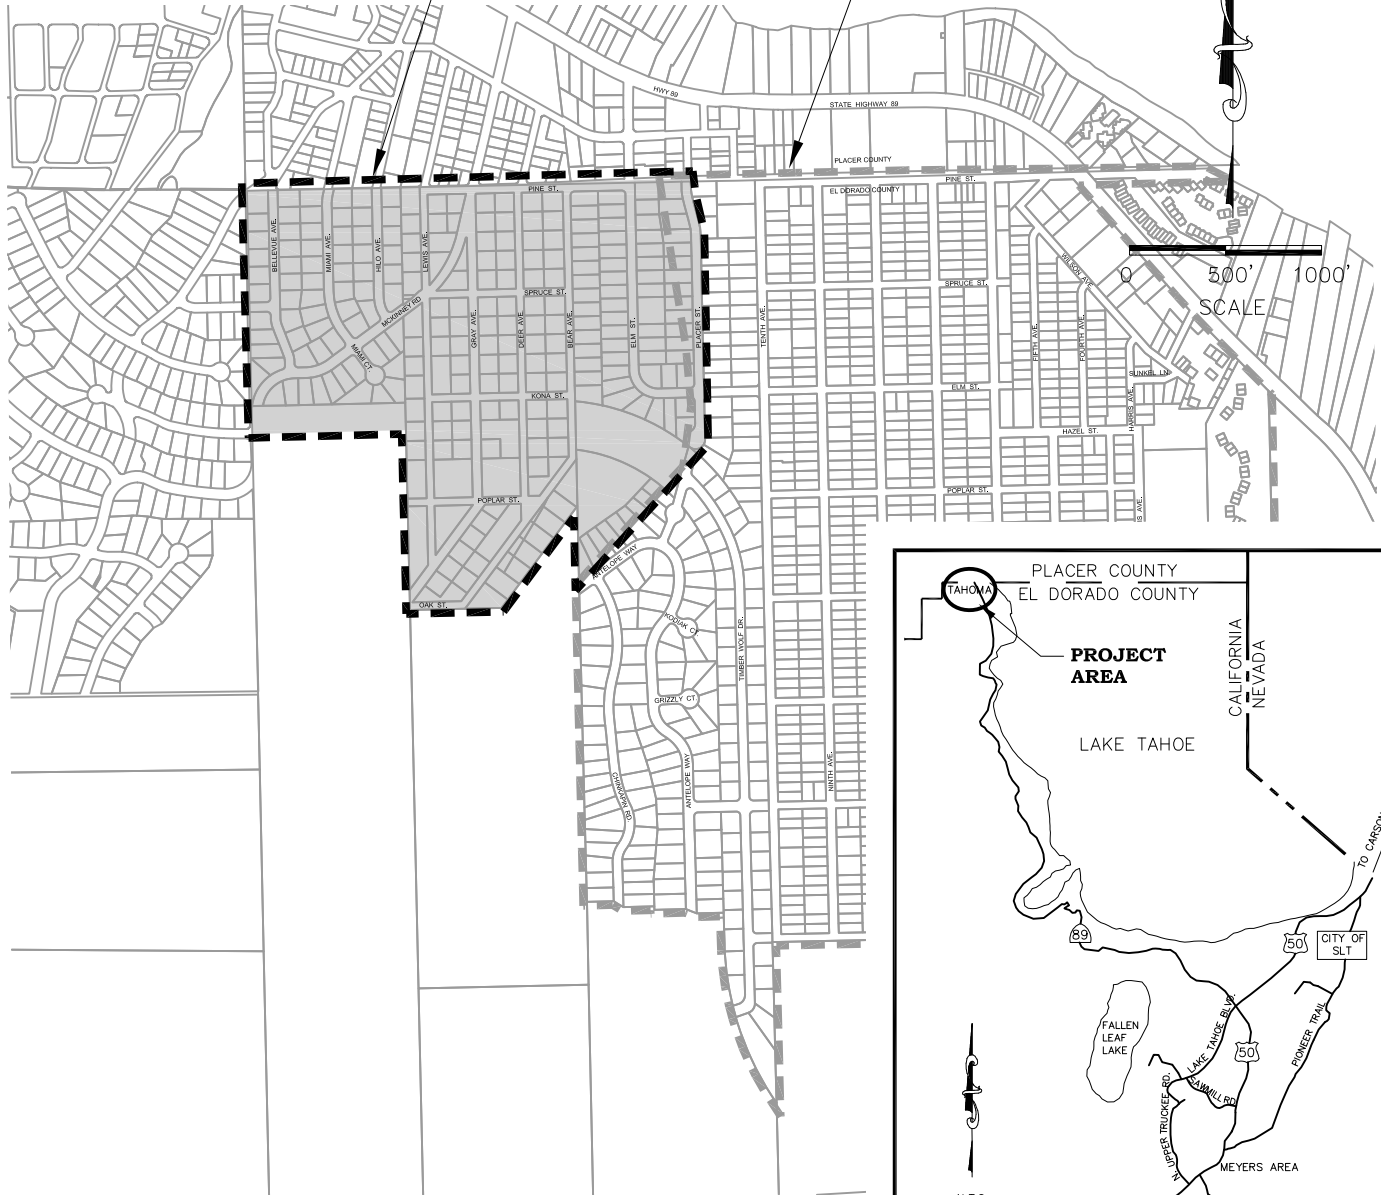 HWY 89
STATE HIGHWAY 89
PLACER COUNTY
PINE ST.
EL DORADO COUNTY
PINE ST.
BELLEVUE AVE.
MIAMI AVE.
HILO AVE.
LEWIS AVE.
MCKINNEY RD
MIAMI CT.
GRAY AVE.
DEER AVE.
BEAR AVE.
SPRUCE ST.
ELM ST.
PLACER ST.
TENTH AVE.
SPRUCE ST.
WILSON AVE.
FIFTH AVE.
FOURTH AVE.
0 500' 1000'
SCALE
SUNKEL LN.
HARRIS AVE.
KONA ST.
ELM ST.
HAZEL ST.
POPLAR ST.
POPLAR ST.
IS AVE.
OAK ST.
ANTELOPE WAY
KODIAK CT.
TIMBER WOLF DR.
GRIZZLY CT.
CHINKAPIN RD.
ANTELOPE WAY
NINTH AVE.
PLACER COUNTY
TAHOMA
EL DORADO COUNTY
PROJECT
AREA
CALIFORNIA
NEVADA
LAKE TAHOE
TO CARSON
89
50
CITY OF
SLT
FALLEN
LEAF
LAKE
LAKE TAHOE BLVD.
50
PIONEER TRAIL
SAWMILL RD.
N. UPPER TRUCKEE RD.
MEYERS AREA